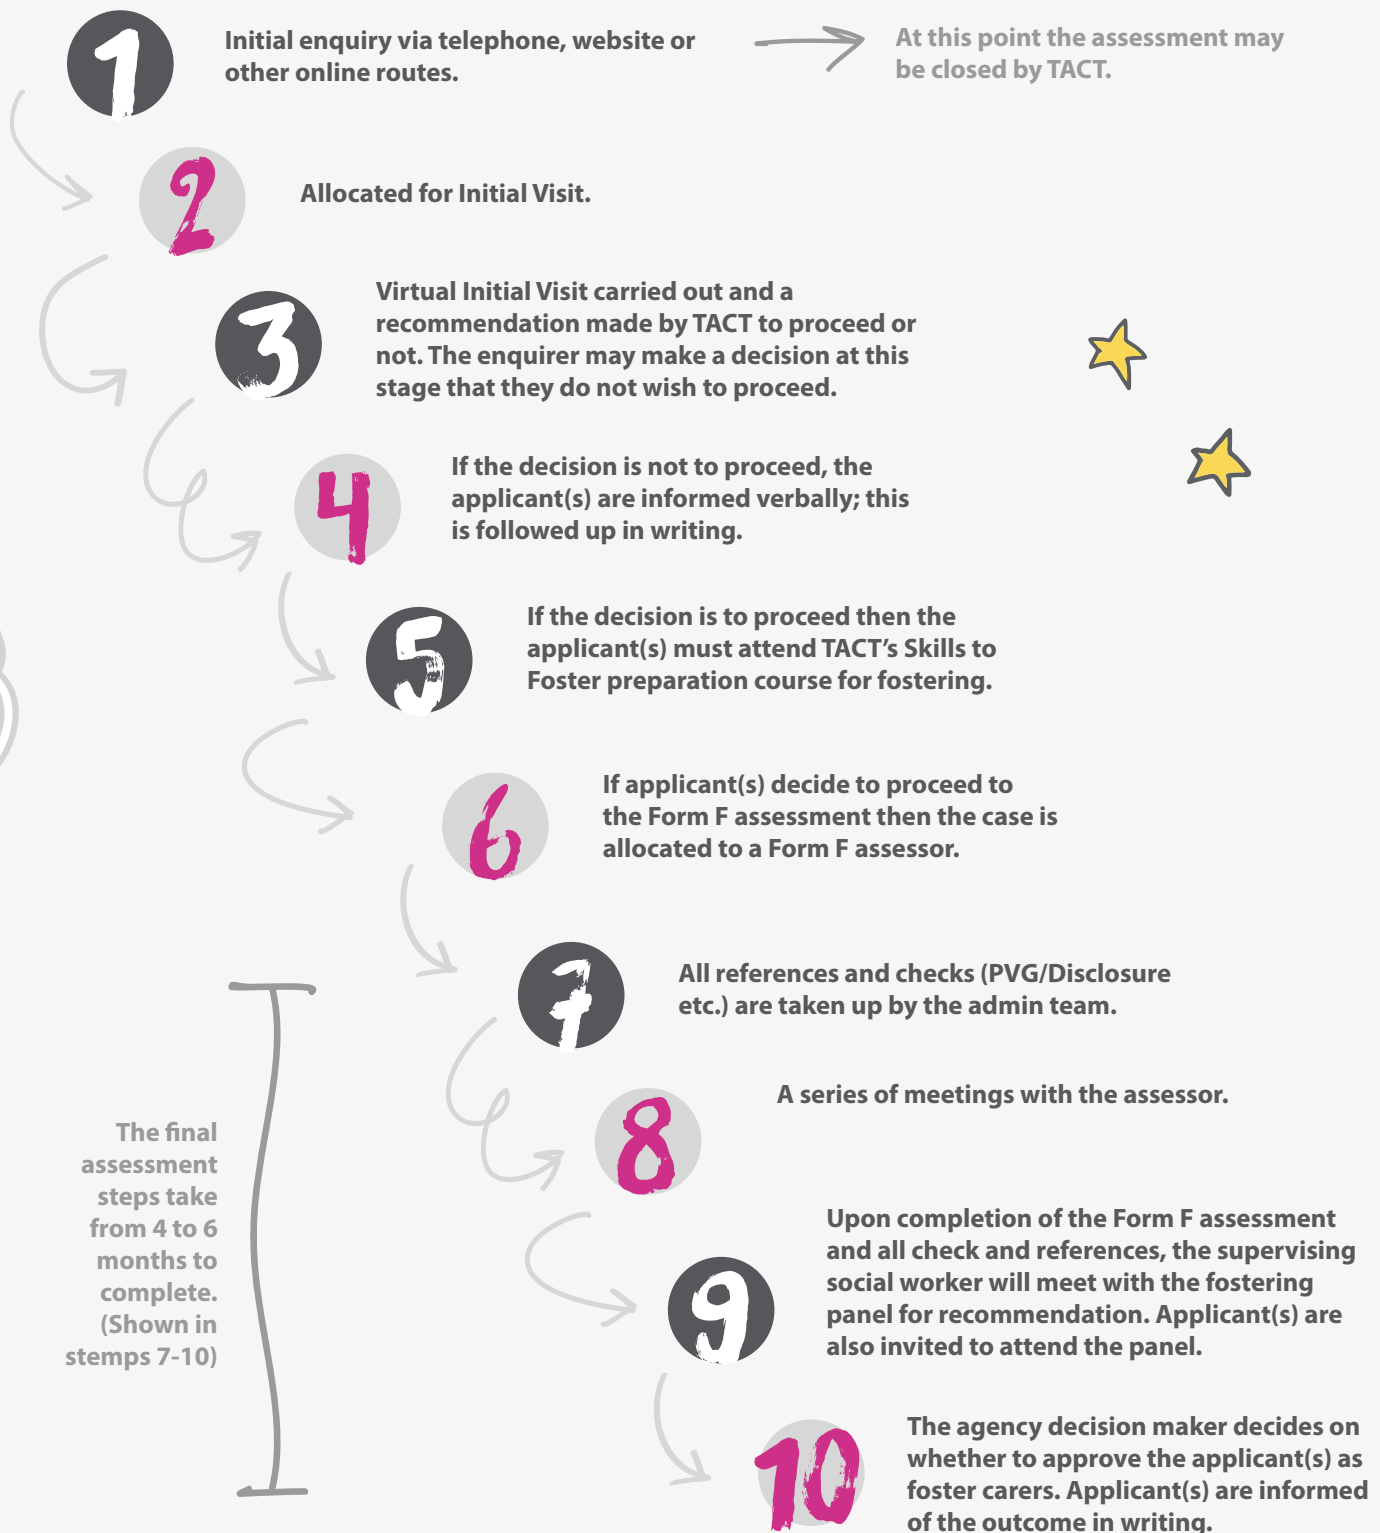 1
Initial enquiry via telephone, website or
other online routes.
At this point the assessment may
be closed by TACT.
2
Allocated for Initial Visit.
3
Virtual Initial Visit carried out and a
recommendation made by TACT to proceed or
not. The enquirer may make a decision at this
stage that they do not wish to proceed.
4
If the decision is not to proceed, the
applicant(s) are informed verbally; this
is followed up in writing.
5
If the decision is to proceed then the
applicant(s) must attend TACT’s Skills to
Foster preparation course for fostering.
6
If applicant(s) decide to proceed to
the Form F assessment then the case is
allocated to a Form F assessor.
7
All references and checks (PVG/Disclosure
etc.) are taken up by the admin team.
8
A series of meetings with the assessor.
The final
assessment
steps take
from 4 to 6
months to
complete.
(Shown in
stemps 7-10)
9
Upon completion of the Form F assessment
and all check and references, the supervising
social worker will meet with the fostering
panel for recommendation. Applicant(s) are
also invited to attend the panel.
10
The agency decision maker decides on
whether to approve the applicant(s) as
foster carers. Applicant(s) are informed
of the outcome in writing.